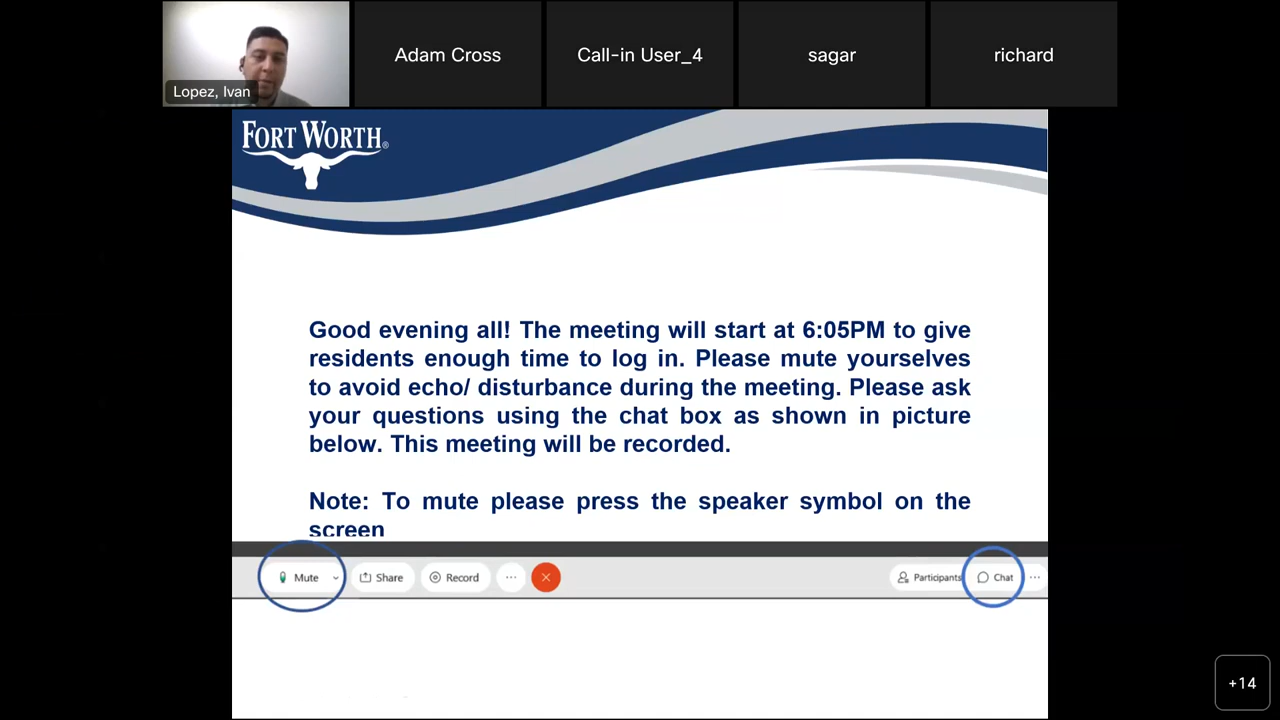 Lopez, Ivan
Adam Cross
Call-in User_4
sagar
richard
FORT WORTH®
Good evening all! The meeting will start at 6:05PM to give
residents enough time to log in. Please mute yourselves
to avoid echo/ disturbance during the meeting. Please ask
your questions using the chat box as shown in picture
below. This meeting will be recorded.
Note: To mute please press the speaker symbol on the
screen
Mute
Share
Record
Participants
Chat
+14